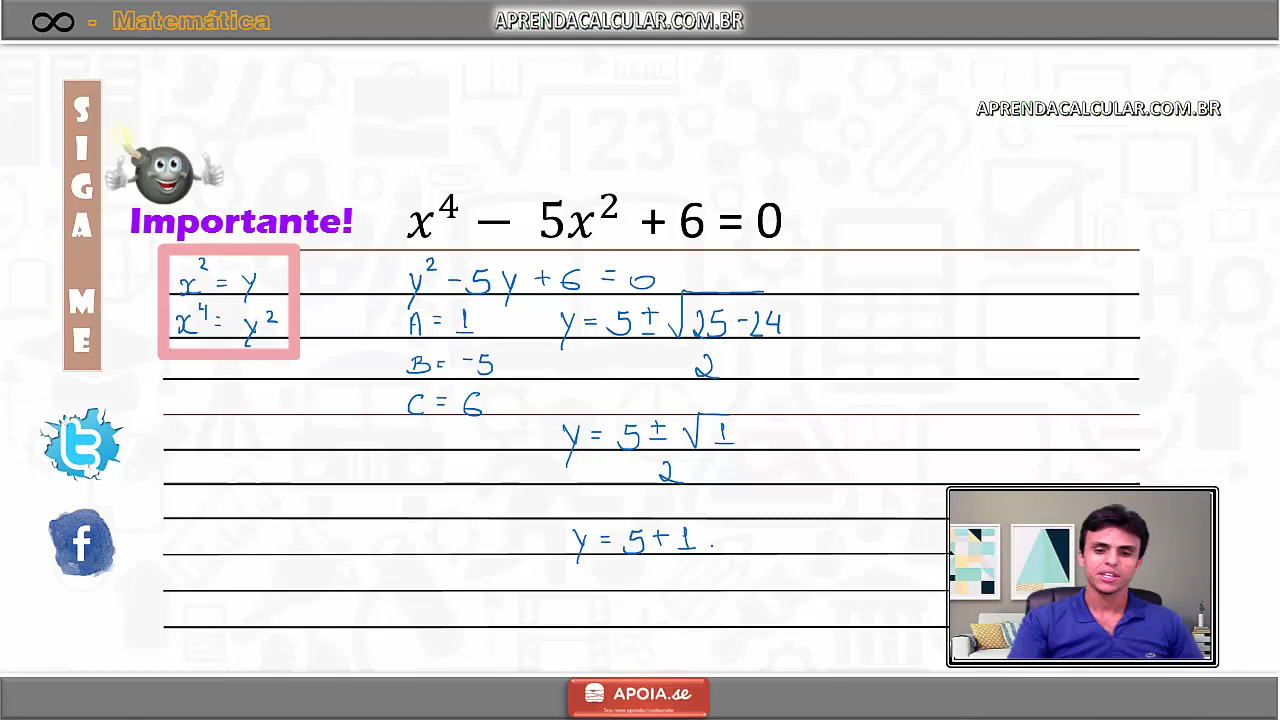 ∞ - Matemática
APRENDACALCULAR.COM.BR
APRENDACALCULAR.COM.BR
SIGA ME
Importante!
x⁴ − 5x² + 6 = 0
x² = y
x⁴ = y²
y² - 5y + 6 = 0
A = 1
y = 5 ± √25 - 24
B = -5
2
C = 6
y = 5 ± √1
2
y = 5 + 1
APOIA.se